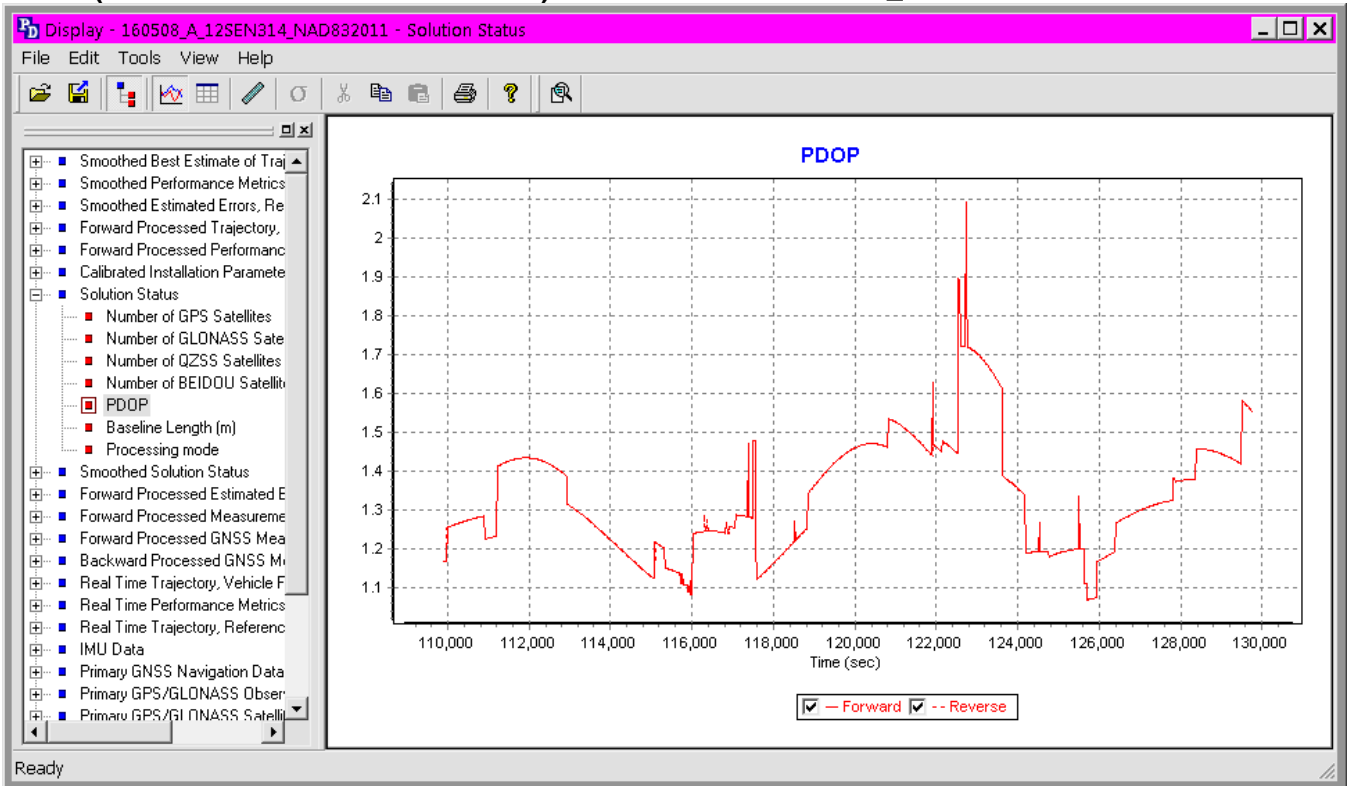 Display - 160508_A_12SEN314_NAD832011 - Solution Status
File Edit Tools View Help
Smoothed Best Estimate of Traj
Smoothed Performance Metrics
Smoothed Estimated Errors, Re
Forward Processed Trajectory,
Forward Processed Performanc
Calibrated Installation Paramete
Solution Status
Number of GPS Satellites
Number of GLONASS Sate
Number of QZSS Satellites
Number of BEIDOU Satellite
PDOP
Baseline Length (m)
Processing mode
Smoothed Solution Status
Forward Processed Estimated E
Forward Processed Measureme
Forward Processed GNSS Mea
Backward Processed GNSS M
Real Time Trajectory, Vehicle F
Real Time Performance Metrics
Real Time Trajectory, Referenc
IMU Data
Primary GNSS Navigation Data
Primary GPS/GLONASS Obser
Primary GPS/GLONASS Satelli
PDOP
2.1
2
1.9
1.8
1.7
1.6
1.5
1.4
1.3
1.2
1.1
110,000 112,000 114,000 116,000 118,000 120,000 122,000 124,000 126,000 128,000 130,000
Time (sec)
Forward Reverse
Ready